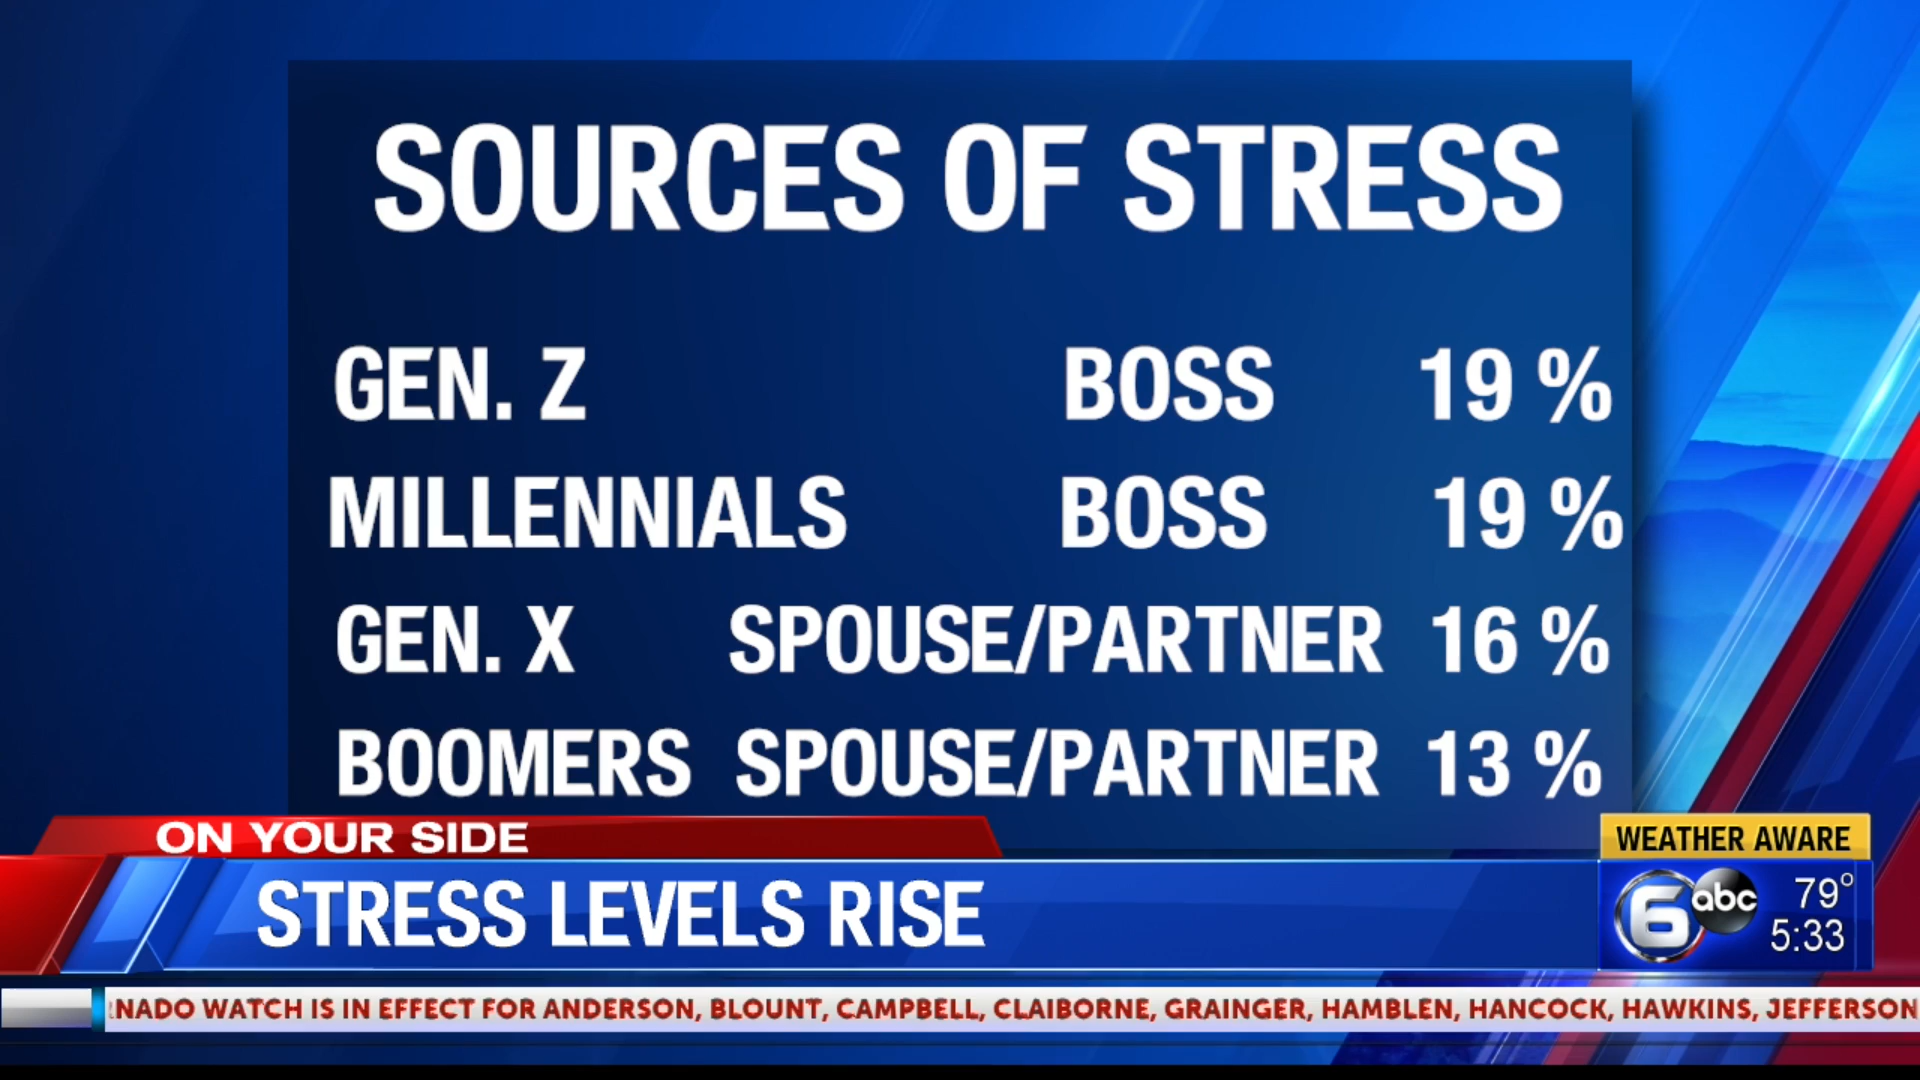 SOURCES OF STRESS
GEN. Z BOSS 19 %
MILLENNIALS BOSS 19 %
GEN. X SPOUSE/PARTNER 16 %
BOOMERS SPOUSE/PARTNER 13 %
ON YOUR SIDE
STRESS LEVELS RISE
WEATHER AWARE
6 abc 79°
5:33
NADO WATCH IS IN EFFECT FOR ANDERSON, BLOUNT, CAMPBELL, CLAIBORNE, GRAINGER, HAMBLEN, HANCOCK, HAWKINS, JEFFERSON